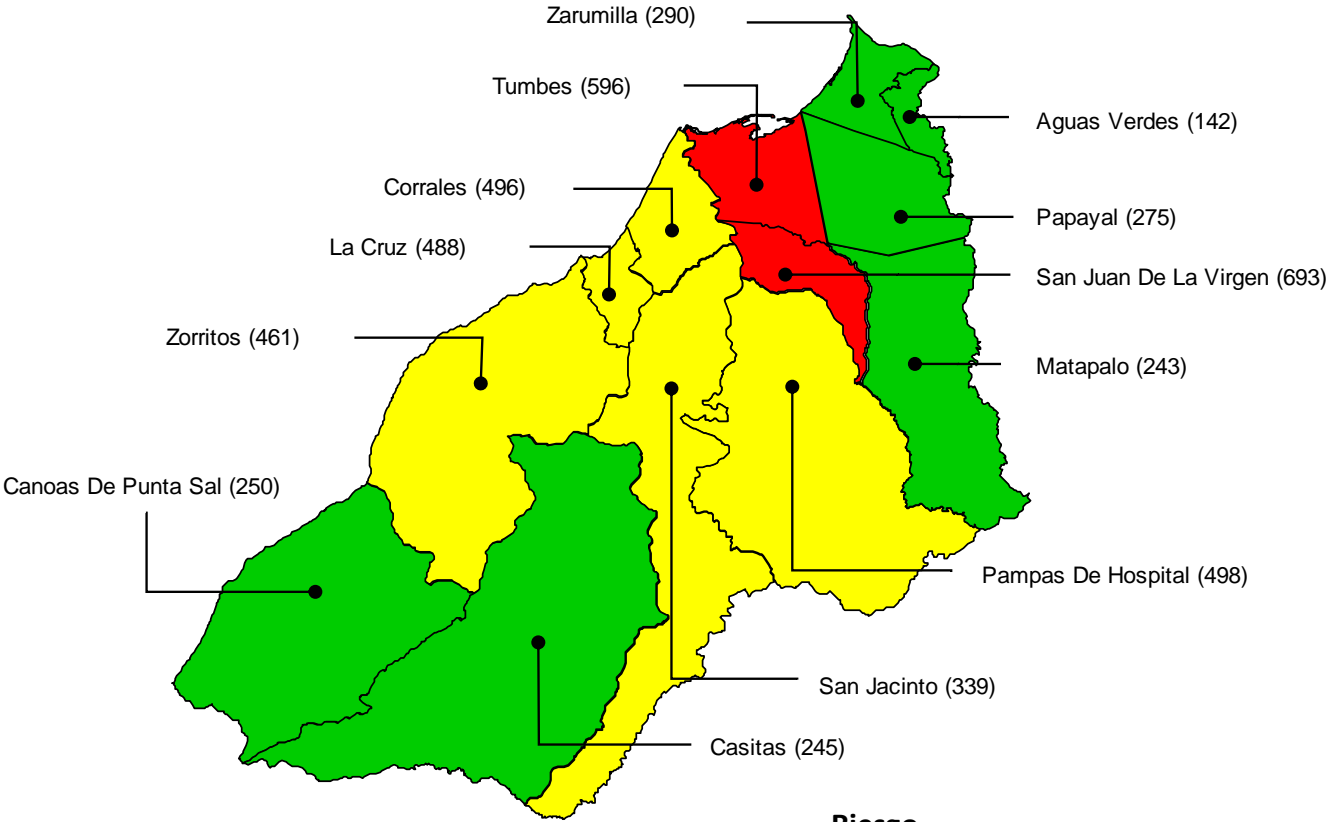 Zarumilla (290)
Tumbes (596)
Aguas Verdes (142)
Corrales (496)
Papayal (275)
La Cruz (488)
San Juan De La Virgen (693)
Zorritos (461)
Matapalo (243)
Canoas De Punta Sal (250)
Pampas De Hospital (498)
San Jacinto (339)
Casitas (245)
Riesgo